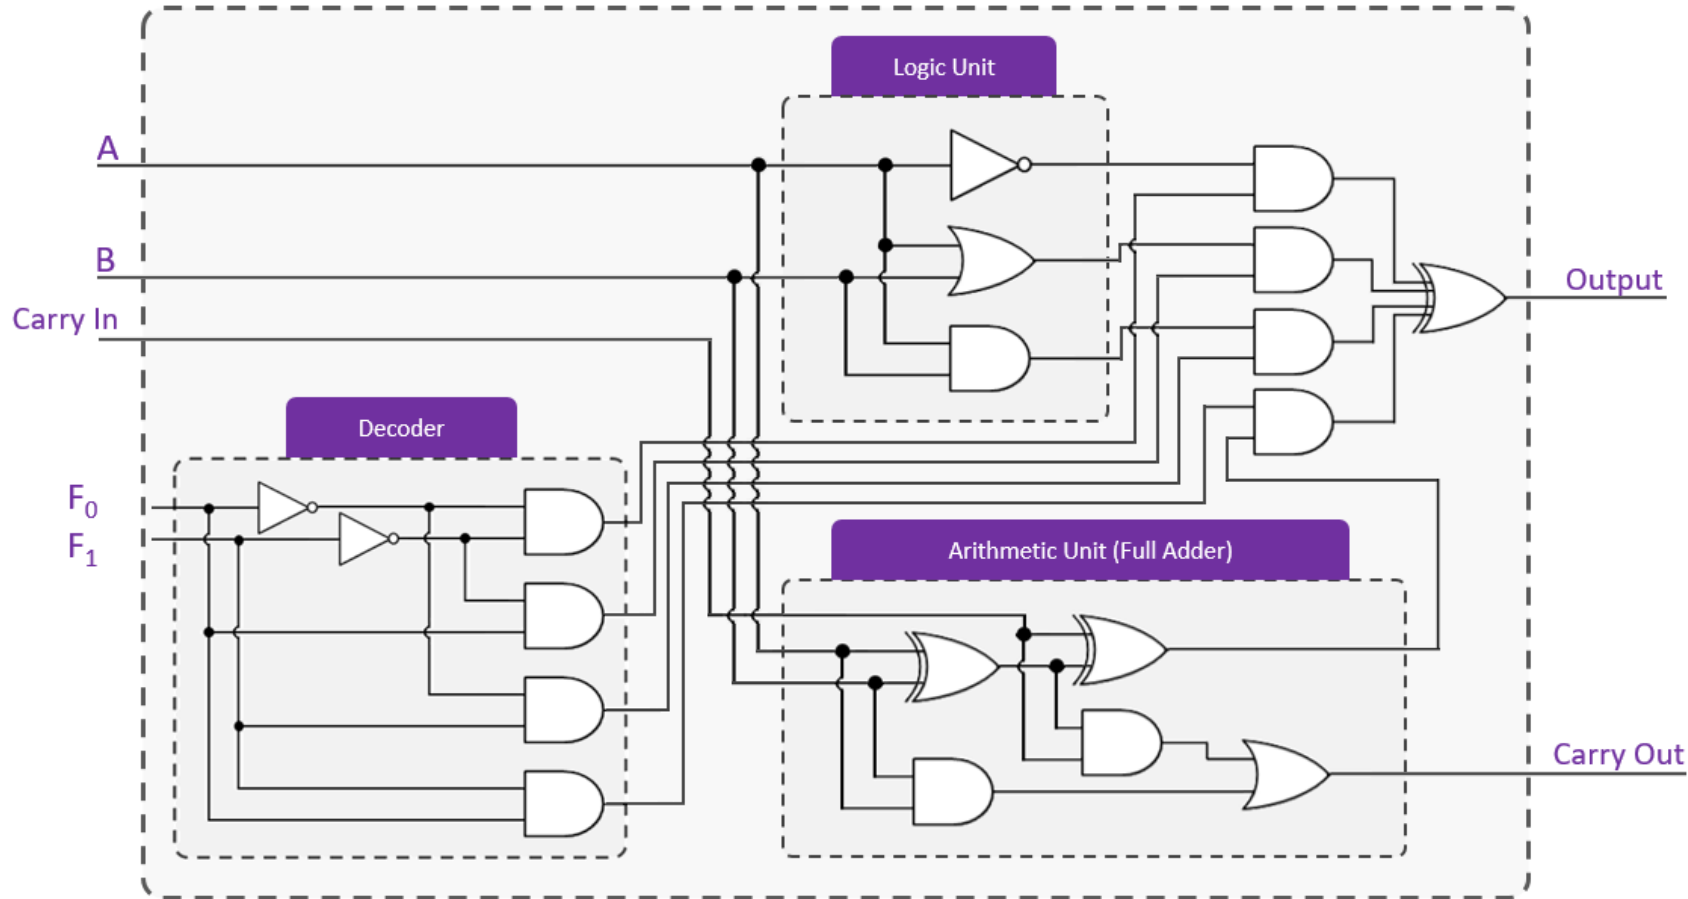 Logic Unit
A
B
Output
Carry In
Decoder
F₀
F₁
Arithmetic Unit (Full Adder)
Carry Out